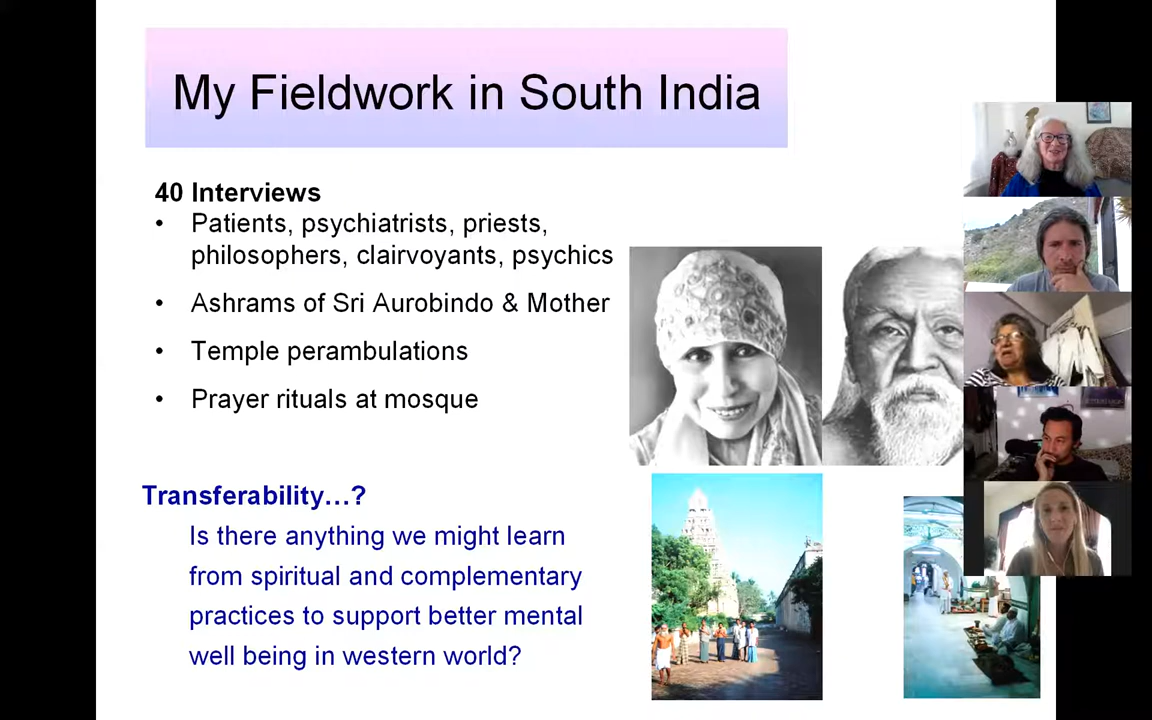 My Fieldwork in South India
40 Interviews
• Patients, psychiatrists, priests,
philosophers, clairvoyants, psychics
• Ashrams of Sri Aurobindo & Mother
• Temple perambulations
• Prayer rituals at mosque
Transferability…?
Is there anything we might learn
from spiritual and complementary
practices to support better mental
well being in western world?